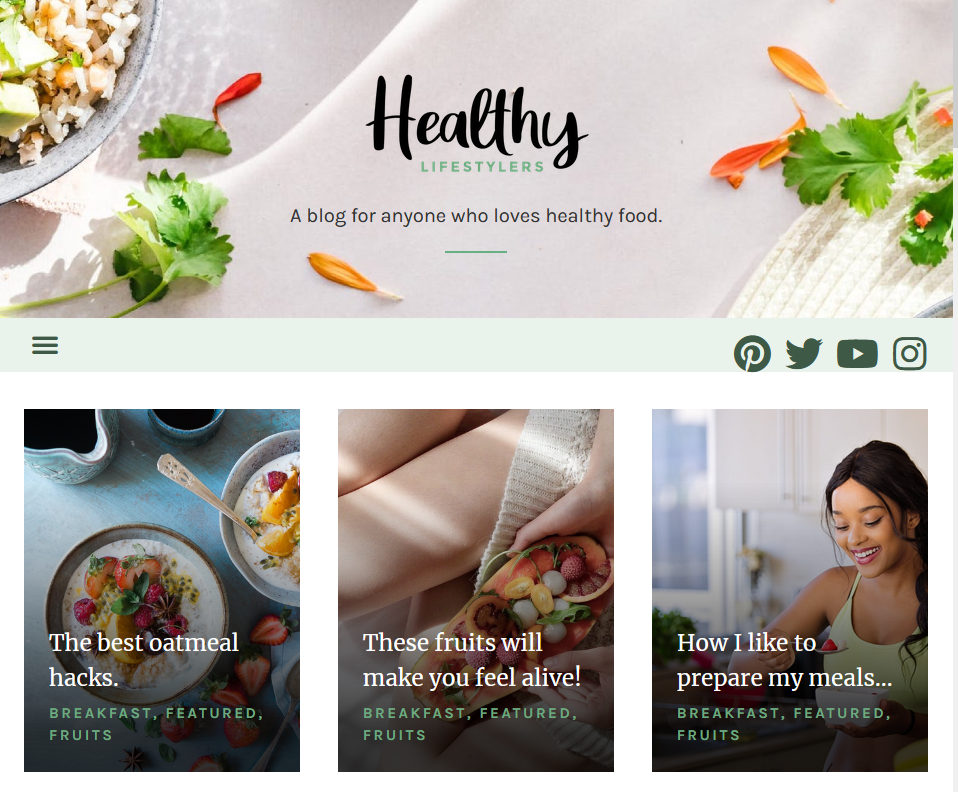 Healthy
LIFESTYLERS
A blog for anyone who loves healthy food.
The best oatmeal
hacks.
BREAKFAST, FEATURED,
FRUITS
These fruits will
make you feel alive!
BREAKFAST, FEATURED,
FRUITS
How I like to
prepare my meals...
BREAKFAST, FEATURED,
FRUITS